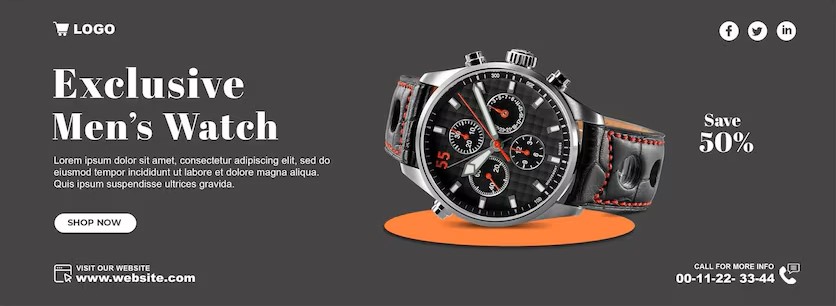 LOGO
Exclusive
Men's Watch
Lorem ipsum dolor sit amet, consectetur adipiscing elit, sed do
eiusmod tempor incididunt ut labore et dolore magna aliqua.
Quis ipsum suspendisse ultrices gravida.
SHOP NOW
VISIT OUR WEBSITE
www.website.com
300
55
Save
50%
CALL FOR MORE INFO
00-11-22- 33-44